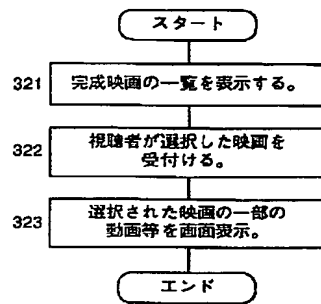 スタート
321
完成映画の一覧を表示する。
322
視聴者が選択した映画を
受付ける。
323
選択された映画の一部の
動画等を画面表示。
エンド